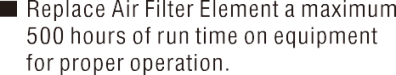 ■ Replace Air Filter Element a maximum
500 hours of run time on equipment
for proper operation.